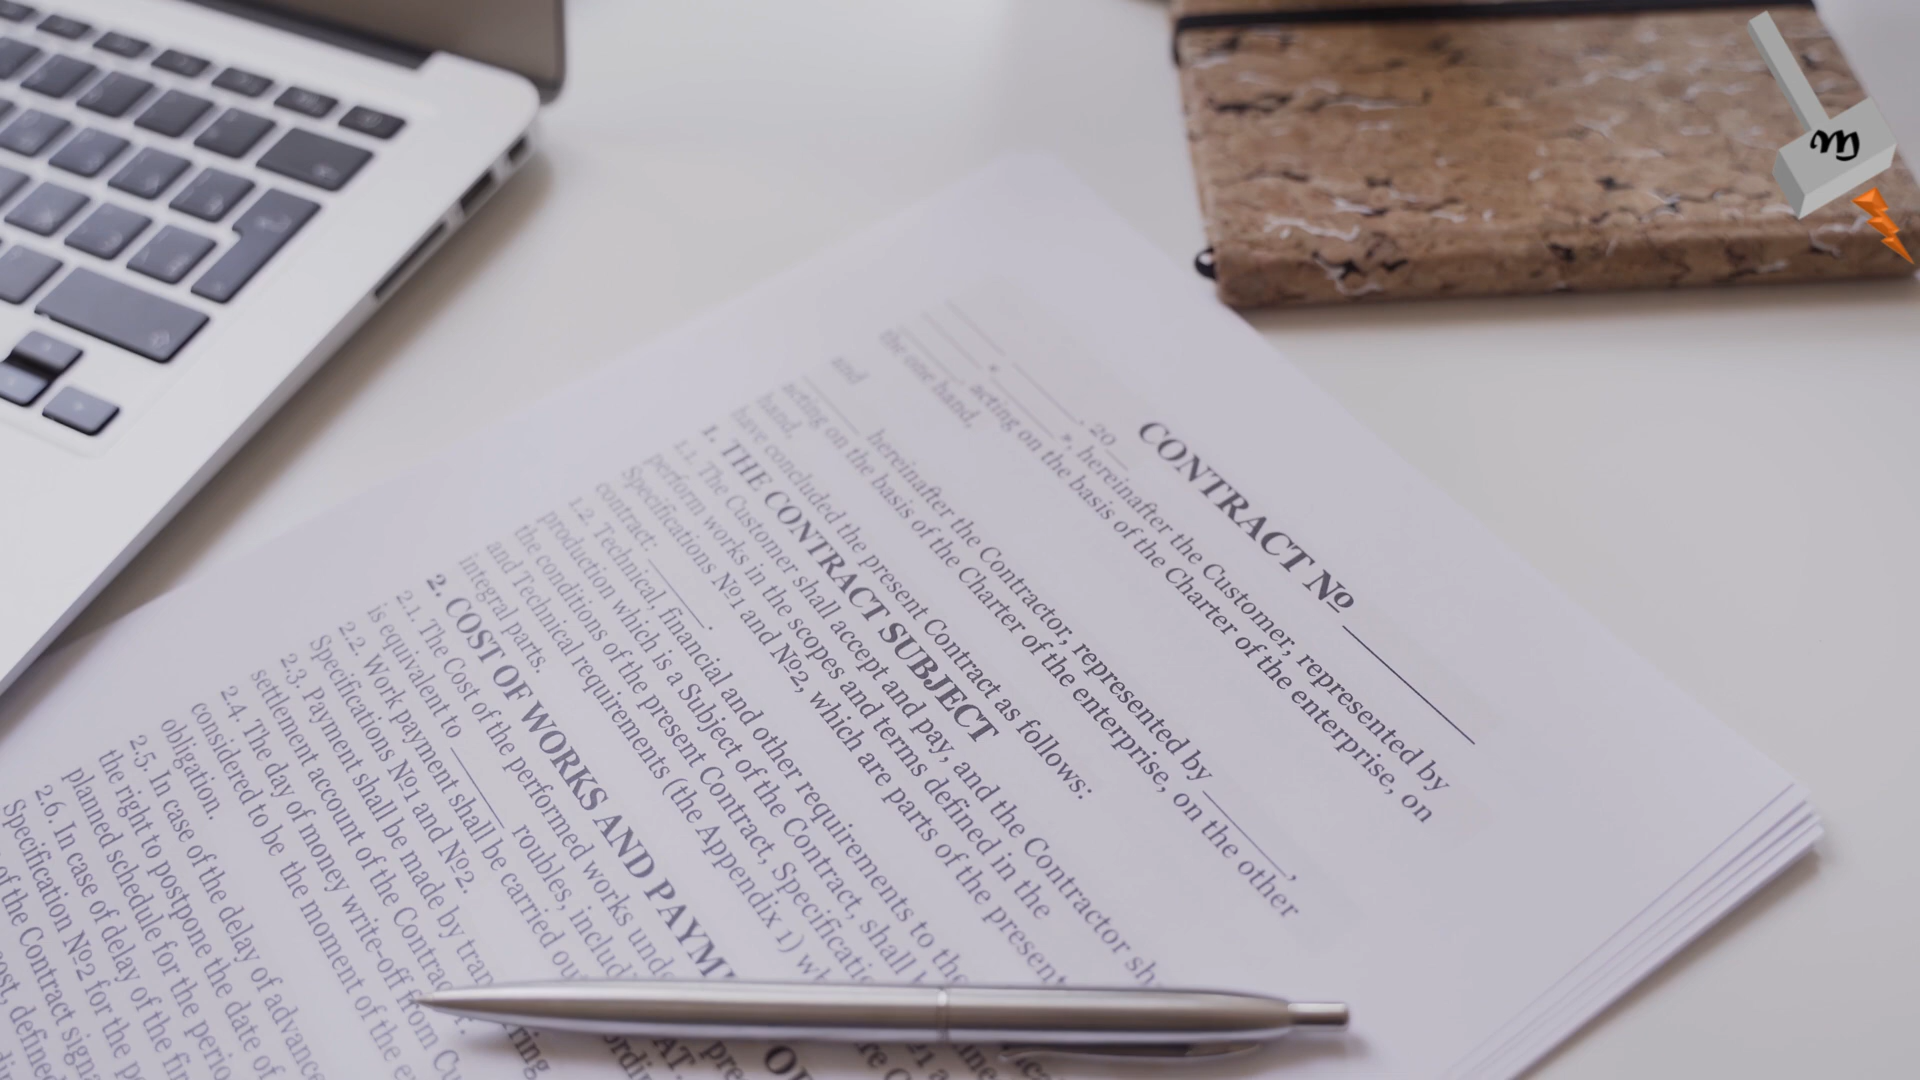 CONTRACT №
, 20
“ ”, hereinafter the Customer, represented by
, acting on the basis of the Charter of the enterprise, on
the one hand,
and
hereinafter the Contractor, represented by
acting on the basis of the Charter of the enterprise, on the other
hand,
have concluded the present Contract as follows:
1. THE CONTRACT SUBJECT
1.1. The Customer shall accept and pay, and the Contractor sh
perform works in the scopes and terms defined in the
Specifications №1 and №2, which are parts of the present
contract:
1.2. Technical, financial and other requirements to the
production which is a Subject of the Contract, shall
the conditions of the present Contract, Specificatio
and Technical requirements (the Appendix 1) wh
integral parts.
2. COST OF WORKS AND PAYM
2.1. The Cost of the performed works unde
is equivalent to roubles, includ
2.2. Work payment shall be carried ou
Specifications №1 and №2.
2.3. Payment shall be made by tran
settlement account of the Contrac
2.4. The day of money write-off from Cu
considered to be the moment of the
obligation.
2.5. In case of the delay of advance
the right to postpone the date of
planned schedule for the perio
2.6. In case of delay of the fir
Specification №2 for the p
of the Contract signa
defined